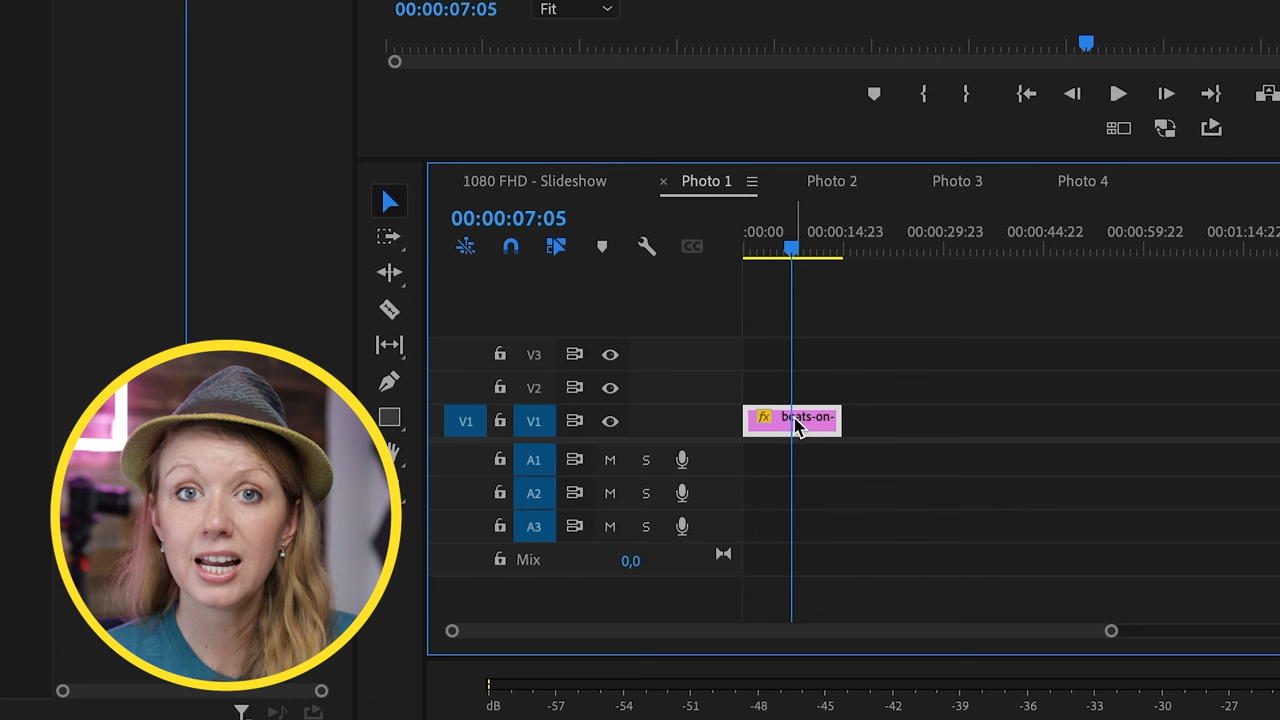 00:00:07:05 Fit
1080 FHD - Slideshow × Photo 1 Photo 2 Photo 3 Photo 4
00:00:07:05
:00:00 00:00:14:23 00:00:29:23 00:00:44:22 00:00:59:22 00:01:14:22
CC
V3
V2
V1 V1 fx boats-on-
A1 M S
A2 M S
A3 M S
Mix 0,0
dB -57 -54 -51 -48 -45 -42 -39 -36 -33 -30 -27